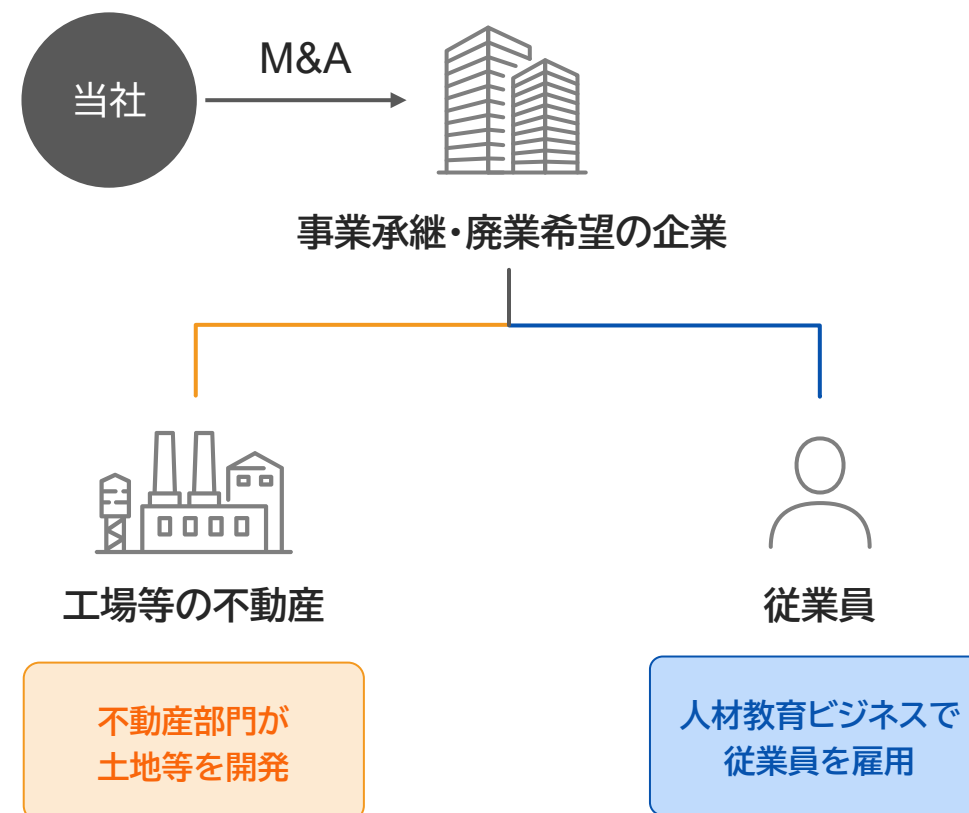 当社
M&A
事業承継・廃業希望の企業
工場等の不動産
従業員
不動産部門が
土地等を開発
人材教育ビジネスで
従業員を雇用